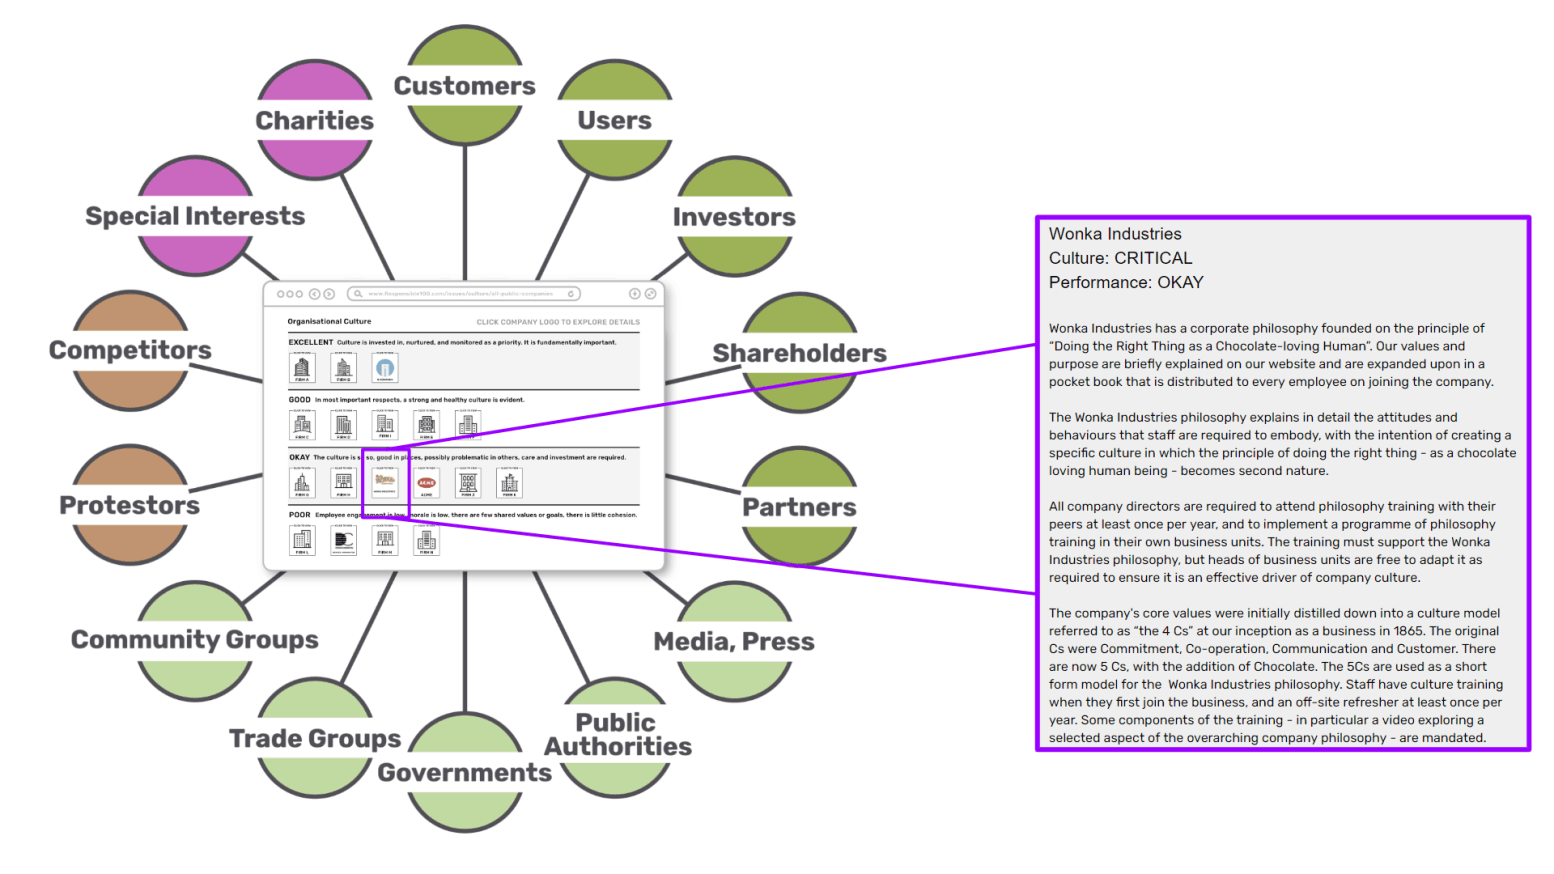 Customers
Charities
Users
Special Interests
Investors
Competitors
Shareholders
Protestors
Partners
Community Groups
Media, Press
Trade Groups
Public
Authorities
Governments
Organisational Culture
CLICK COMPANY LOGO TO EXPLORE DETAILS
EXCELLENT Culture is invested in, nurtured, and monitored as a priority. It is fundamentally important.
FIRM A
GOOD In most important respects, a strong and healthy culture is evident.
OKAY The culture is so, good in places, possibly problematic in others, care and investment are required.
ACME
ACME
POOR Employee engagement is low, morale is low, there are few shared values or goals, there is little cohesion.
Wonka Industries
Culture: CRITICAL
Performance: OKAY
Wonka Industries has a corporate philosophy founded on the principle of
“Doing the Right Thing as a Chocolate-loving Human”. Our values and
purpose are briefly explained on our website and are expanded upon in a
pocket book that is distributed to every employee on joining the company.
The Wonka Industries philosophy explains in detail the attitudes and
behaviours that staff are required to embody, with the intention of creating a
specific culture in which the principle of doing the right thing - as a chocolate
loving human being - becomes second nature.
All company directors are required to attend philosophy training with their
peers at least once per year, and to implement a programme of philosophy
training in their own business units. The training must support the Wonka
Industries philosophy, but heads of business units are free to adapt it as
required to ensure it is an effective driver of company culture.
The company's core values were initially distilled down into a culture model
referred to as “the 4 Cs” at our inception as a business in 1865. The original
Cs were Commitment, Co-operation, Communication and Customer. There
are now 5 Cs, with the addition of Chocolate. The 5Cs are used as a short
form model for the Wonka Industries philosophy. Staff have culture training
when they first join the business, and an off-site refresher at least once per
year. Some components of the training - in particular a video exploring a
selected aspect of the overarching company philosophy - are mandated.